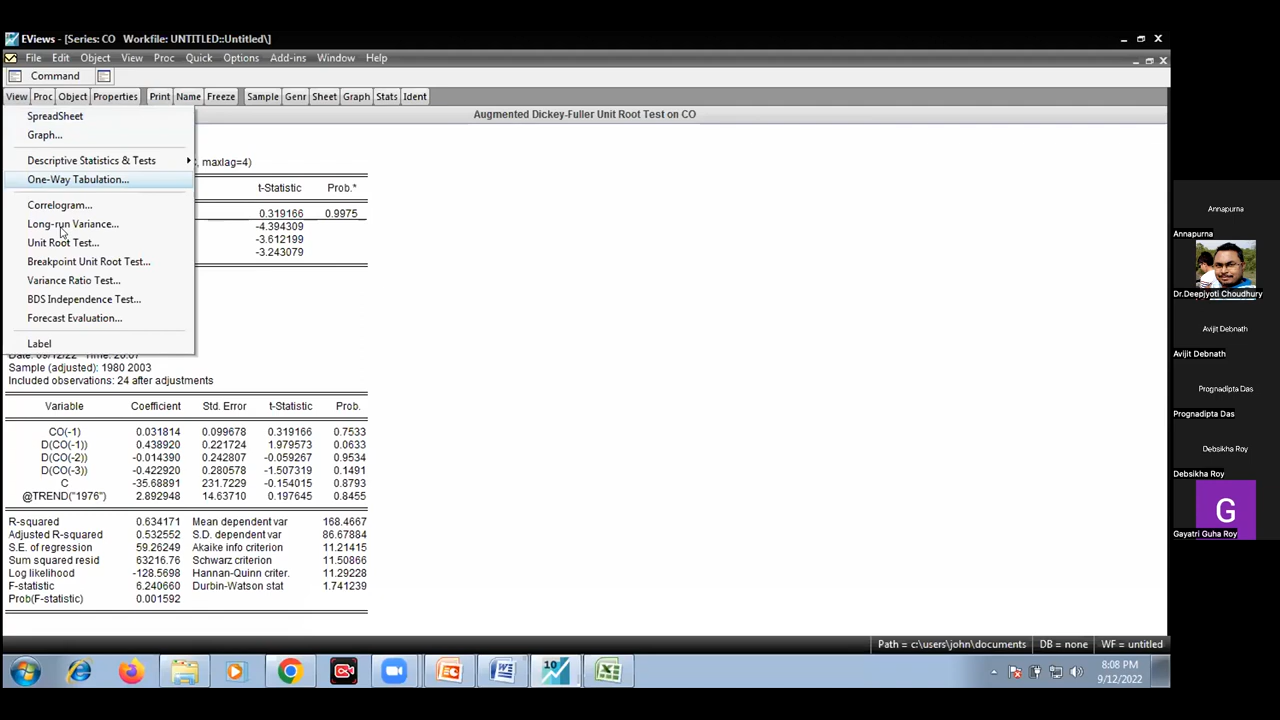 EViews - [Series: CO Workfile: UNTITLED::Untitled\]
File Edit Object View Proc Quick Options Add-ins Window Help
Command
View Proc Object Properties Print Name Freeze Sample Genr Sheet Graph Stats Ident
Augmented Dickey-Fuller Unit Root Test on CO
SpreadSheet
Graph...
Descriptive Statistics & Tests
One-Way Tabulation...
Correlogram...
Long-run Variance...
Unit Root Test...
Breakpoint Unit Root Test...
Variance Ratio Test...
BDS Independence Test...
Forecast Evaluation...
Label
, maxlag=4)
t-Statistic Prob.*
0.319166 0.9975
-4.394309
-3.612199
-3.243079
Date: 09/12/22 Time: 20:07
Sample (adjusted): 1980 2003
Included observations: 24 after adjustments
Variable Coefficient Std. Error t-Statistic Prob.
CO(-1) 0.031814 0.099678 0.319166 0.7533
D(CO(-1)) 0.438920 0.221724 1.979573 0.0633
D(CO(-2)) -0.014390 0.242807 -0.059267 0.9534
D(CO(-3)) -0.422920 0.280578 -1.507319 0.1491
C -35.68891 231.7229 -0.154015 0.8793
@TREND("1976") 2.892948 14.63710 0.197645 0.8455
R-squared 0.634171 Mean dependent var 168.4667
Adjusted R-squared 0.532552 S.D. dependent var 86.67884
S.E. of regression 59.26249 Akaike info criterion 11.21415
Sum squared resid 63216.76 Schwarz criterion 11.50866
Log likelihood -128.5698 Hannan-Quinn criter. 11.29228
F-statistic 6.240660 Durbin-Watson stat 1.741239
Prob(F-statistic) 0.001592
Path = c:\users\john\documents DB = none WF = untitled
10
8:08 PM
9/12/2022
Annapurna
Annapurna
Dr.Deepjyoti Choudhury
Avijit Debnath
Avijit Debnath
Prognadipta Das
Prognadipta Das
Debsikha Roy
Debsikha Roy
G
Gayatri Guha Roy